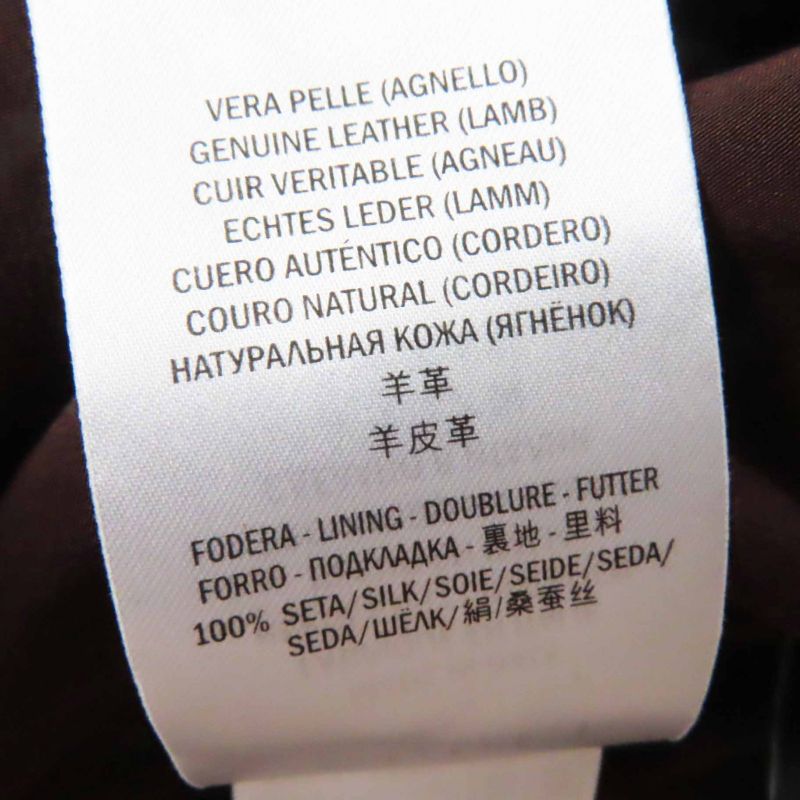 VERA PELLE (AGNELLO)
GENUINE LEATHER (LAMB)
CUIR VERITABLE (AGNEAU)
ECHTES LEDER (LAMM)
CUERO AUTÉNTICO (CORDERO)
COURO NATURAL (CORDEIRO)
НАТУРАЛЬНАЯ КОЖА (ЯГНЁНОК)
羊革
羊皮革
FODERA - LINING - DOUBLURE - FUTTER
FORRO - ПОДКЛАДКА - 裏地 - 里料
100% SETA/SILK/SOIE/SEIDE/SEDA/
SEDA/ШЁЛК/絹/桑蚕丝